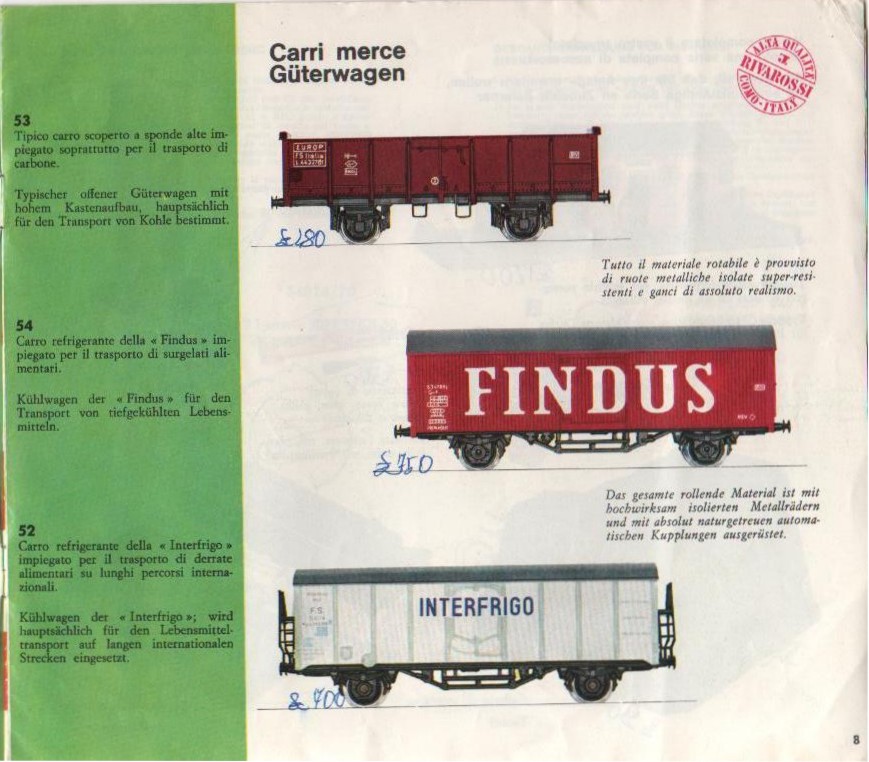 Carri merce
Güterwagen
ALTA QUALITÀ
RIVAROSSI
COMO-ITALY
53
Tipico carro scoperto a sponde alte im-
piegato soprattutto per il trasporto di
carbone.
Typischer offener Güterwagen mit
hohem Kastenaufbau, hauptsächlich
für den Transport von Kohle bestimmt.
EUROP
FS Italia
£ 480
Tutto il materiale rotabile è provvisto
di ruote metalliche isolate super-resi-
stenti e ganci di assoluto realismo.
54
Carro refrigerante della « Findus » im-
piegato per il trasporto di surgelati ali-
mentari.
Kühlwagen der « Findus » für den
Transport von tiefgekühlten Lebens-
mitteln.
FINDUS
£ 750
Das gesamte rollende Material ist mit
hochwirksam isolierten Metallrädern
und mit absolut naturgetreuen automa-
tischen Kupplungen ausgerüstet.
52
Carro refrigerante della « Interfrigo »
impiegato per il trasporto di derrate
alimentari su lunghi percorsi interna-
zionali.
Kühlwagen der « Interfrigo »; wird
hauptsächlich für den Lebensmittel-
transport auf langen internationalen
Strecken eingesetzt.
INTERFRIGO
F.S.
£ 700
8